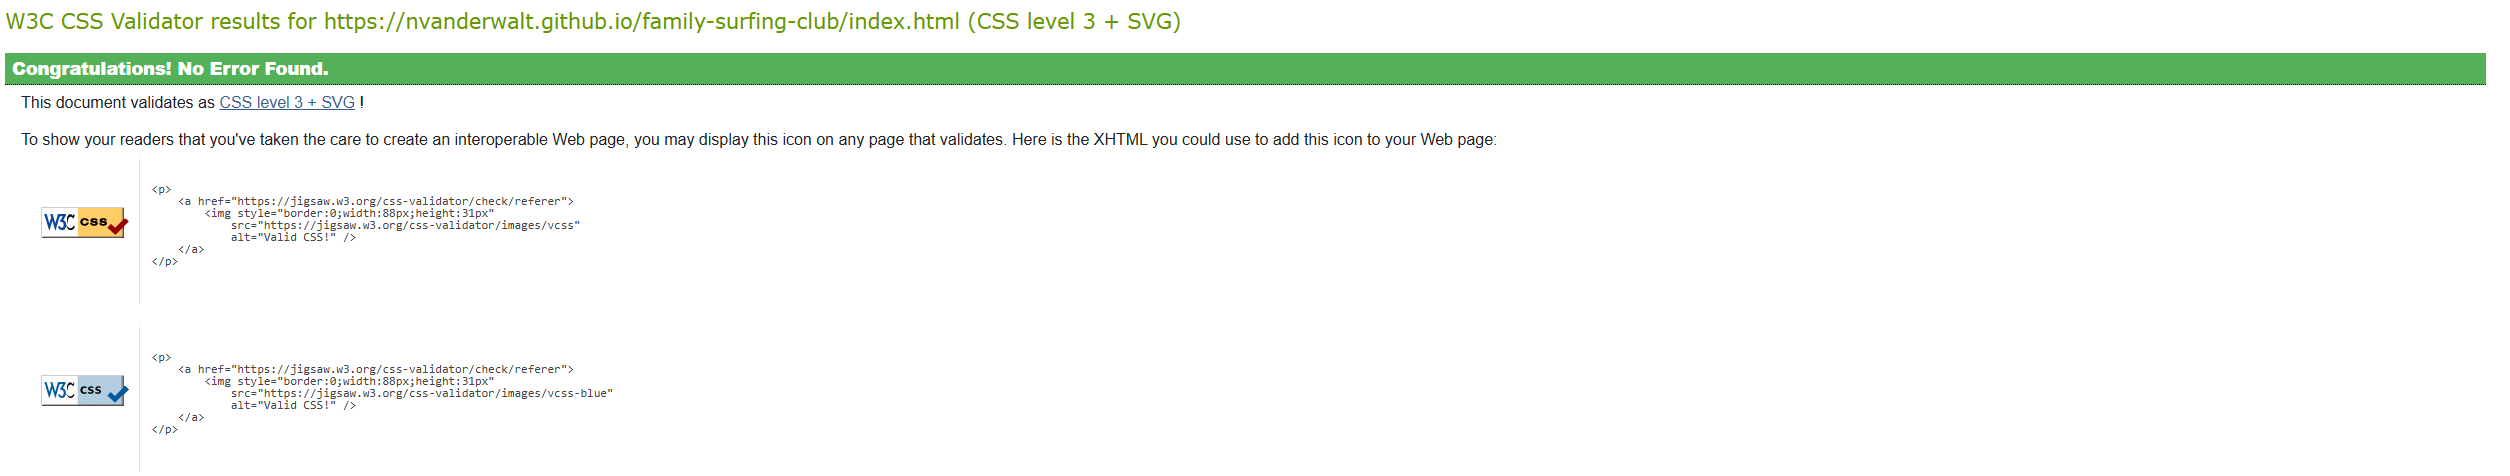 W3C CSS Validator results for https://nvanderwalt.github.io/family-surfing-club/index.html (CSS level 3 + SVG)
Congratulations! No Error Found.
This document validates as CSS level 3 + SVG !
To show your readers that you've taken the care to create an interoperable Web page, you may display this icon on any page that validates. Here is the XHTML you could use to add this icon to your Web page:
W3C css
<p>
    <a href="https://jigsaw.w3.org/css-validator/check/referer">
        <img style="border:0;width:88px;height:31px"
            src="https://jigsaw.w3.org/css-validator/images/vcss"
            alt="Valid CSS!" />
    </a>
</p>
W3C css
<p>
    <a href="https://jigsaw.w3.org/css-validator/check/referer">
        <img style="border:0;width:88px;height:31px"
            src="https://jigsaw.w3.org/css-validator/images/vcss-blue"
            alt="Valid CSS!" />
    </a>
</p>